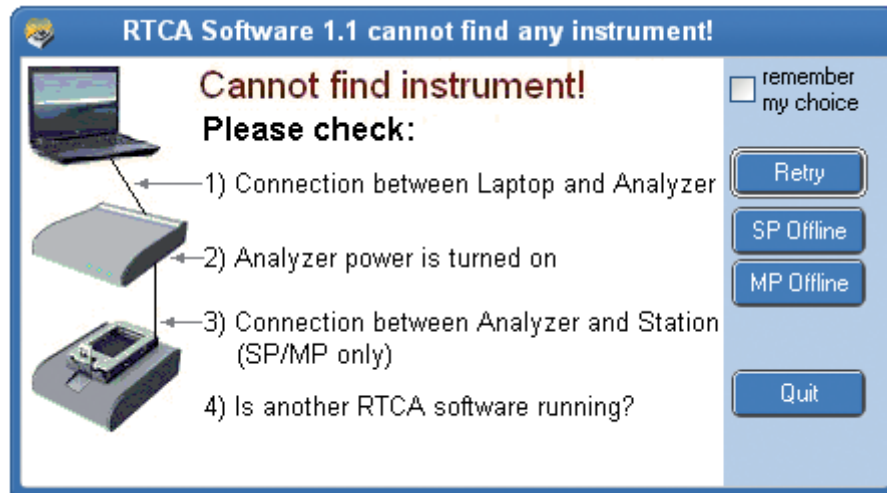 RTCA Software 1.1 cannot find any instrument!
Cannot find instrument!
Please check:
1) Connection between Laptop and Analyzer
2) Analyzer power is turned on
3) Connection between Analyzer and Station
(SP/MP only)
4) Is another RTCA software running?
remember
my choice
Retry
SP Offline
MP Offline
Quit